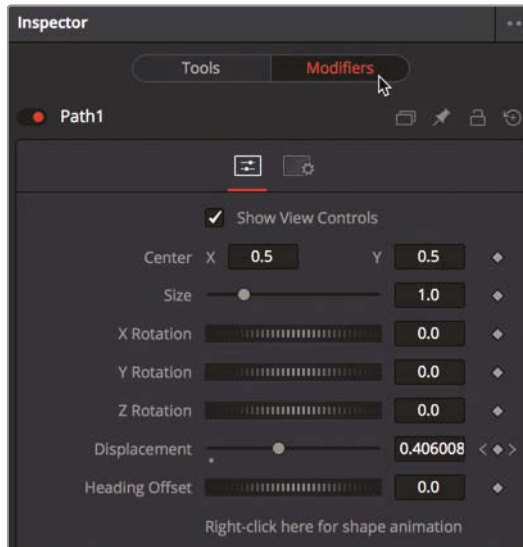 Inspector
Tools Modifiers
Path1
Show View Controls
Center X 0.5 Y 0.5
Size 1.0
X Rotation 0.0
Y Rotation 0.0
Z Rotation 0.0
Displacement 0.406008
Heading Offset 0.0
Right-click here for shape animation